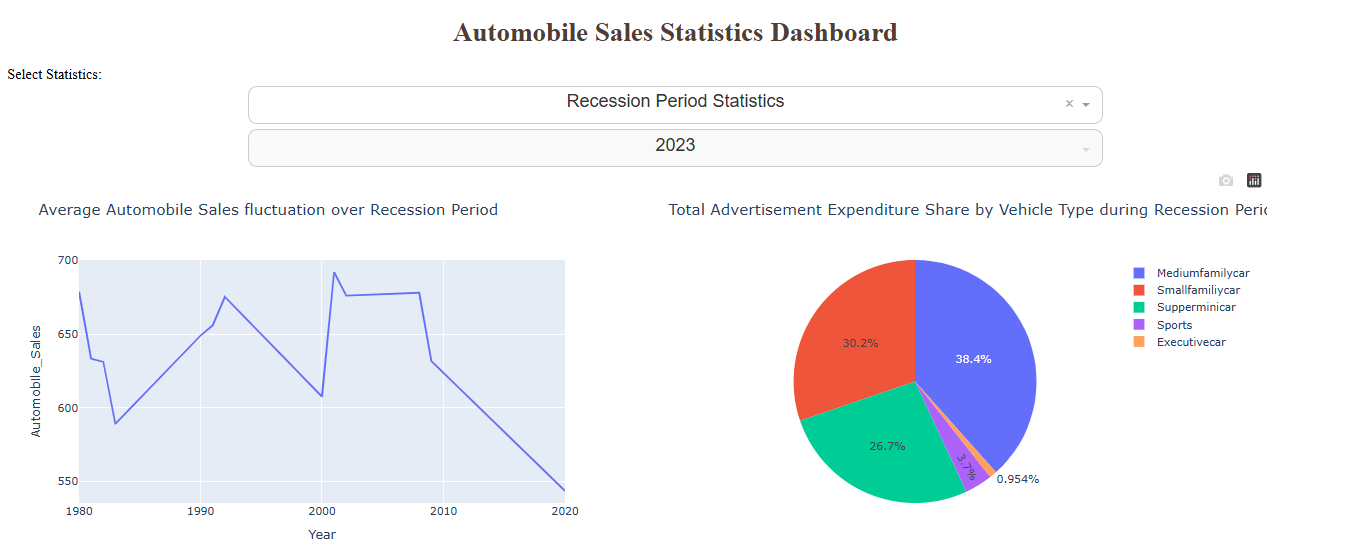 Automobile Sales Statistics Dashboard
Select Statistics:
Recession Period Statistics
×
2023
Average Automobile Sales fluctuation over Recession Period
700
650
600
550
Automobile_Sales
1980 1990 2000 2010 2020
Year
Total Advertisement Expenditure Share by Vehicle Type during Recession Peri
38.4%
30.2%
26.7%
3.7%
0.954%
Mediumfamilycar
Smallfamiliycar
Supperminicar
Sports
Executivecar